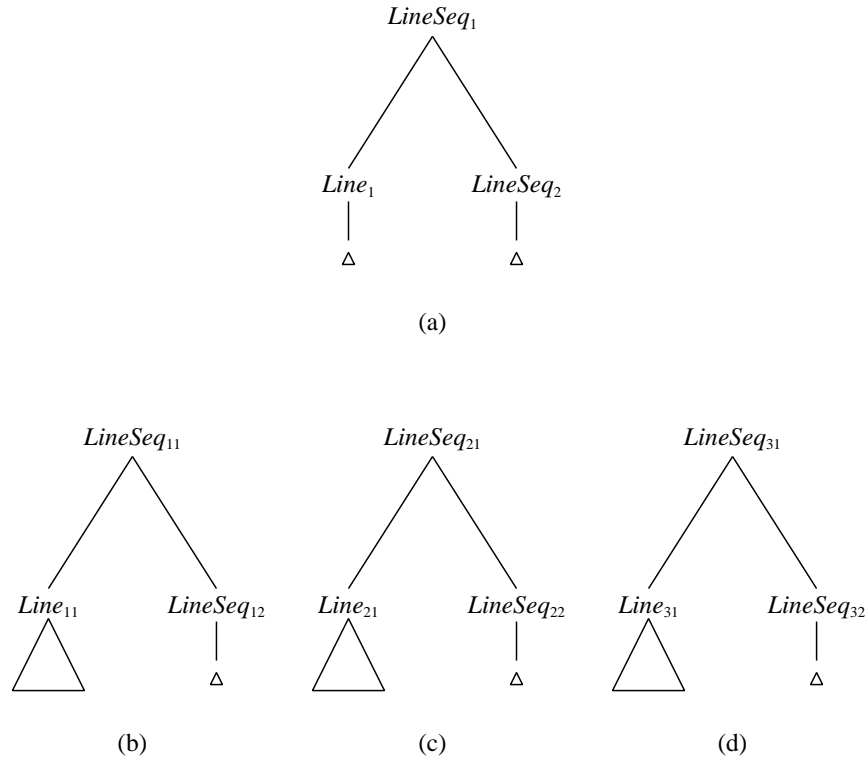 LineSeq₁
Line₁ LineSeq₂
(a)
LineSeq₁₁ LineSeq₂₁ LineSeq₃₁
Line₁₁ LineSeq₁₂ Line₂₁ LineSeq₂₂ Line₃₁ LineSeq₃₂
(b) (c) (d)